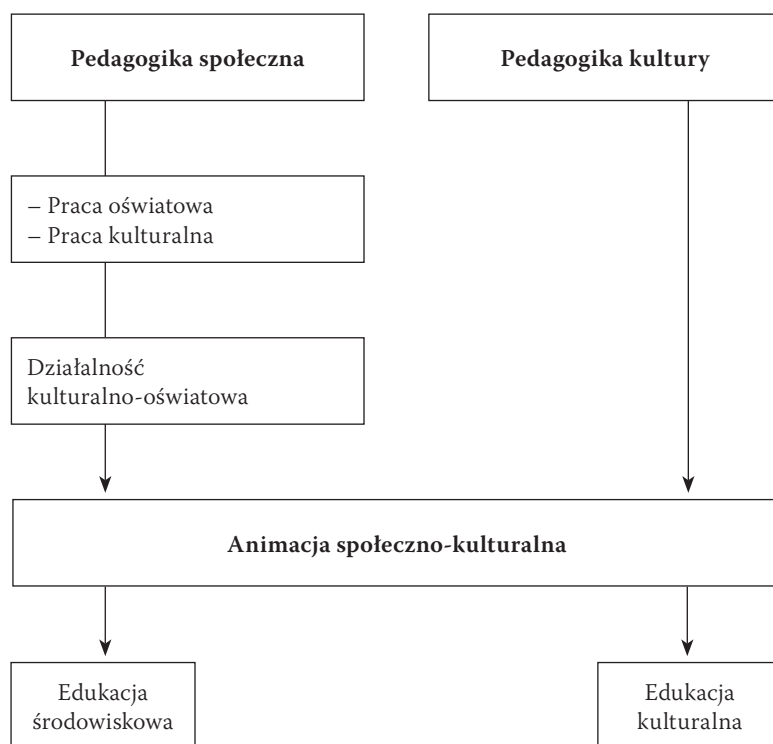 Pedagogika społeczna
Pedagogika kultury
– Praca oświatowa
– Praca kulturalna
Działalność
kulturalno-oświatowa
Animacja społeczno-kulturalna
Edukacja
środowiskowa
Edukacja
kulturalna